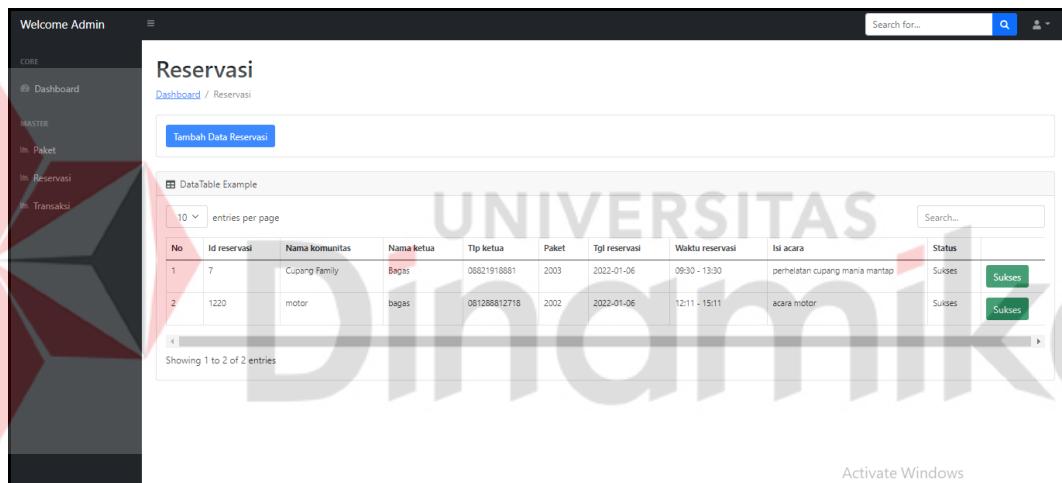 Welcome Admin
Search for...
CORE
Dashboard
MASTER
Paket
Reservasi
Transaksi
Reservasi
Dashboard / Reservasi
Tambah Data Reservasi
DataTable Example
10 entries per page
Search...
No Id reservasi Nama komunitas Nama ketua Tlp ketua Paket Tgl reservasi Waktu reservasi Isi acara Status
1 7 Cupang Family Bagas 08821918881 2003 2022-01-06 09:30 - 13:30 perhelatan cupang mania mantap Sukses Sukses
2 1220 motor bagas 081288812718 2002 2022-01-06 12:11 - 15:11 acara motor Sukses Sukses
Showing 1 to 2 of 2 entries
UNIVERSITAS
Dinamika
Activate Windows